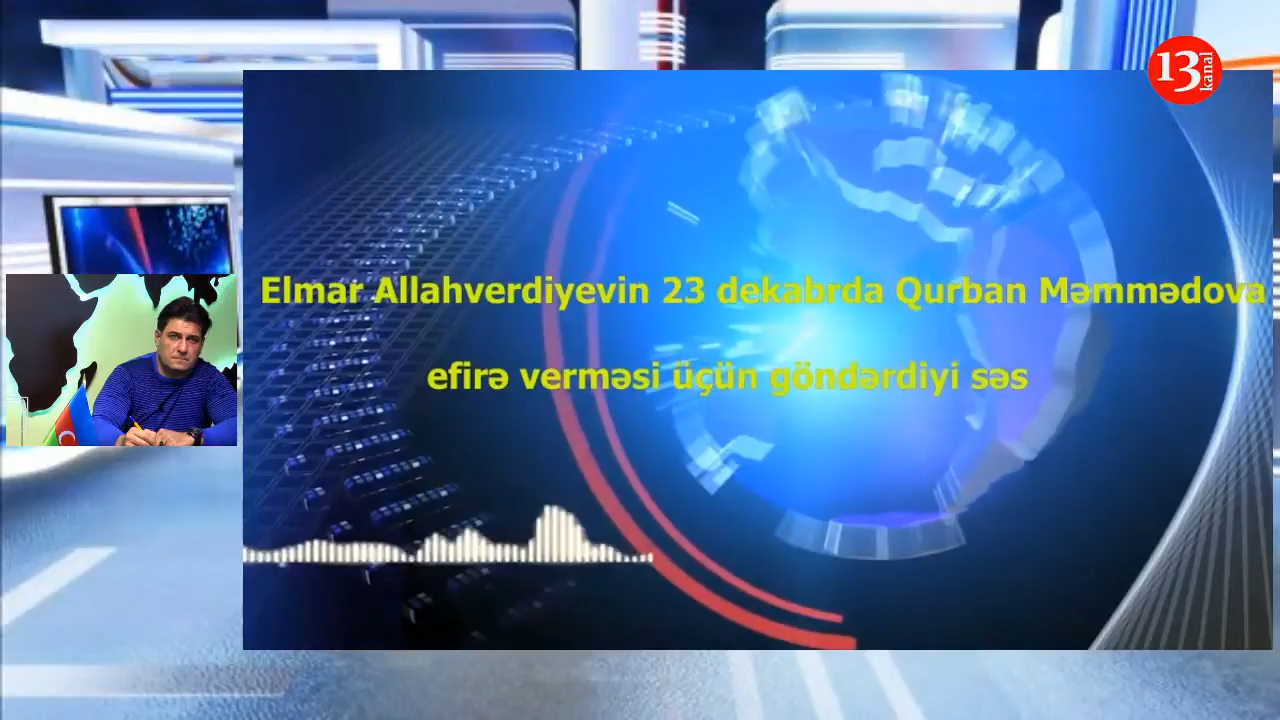 13 kanal
Elmar Allahverdiyevin 23 dekabrda Qurban Məmmədova
efirə verməsi üçün göndərdiyi səs